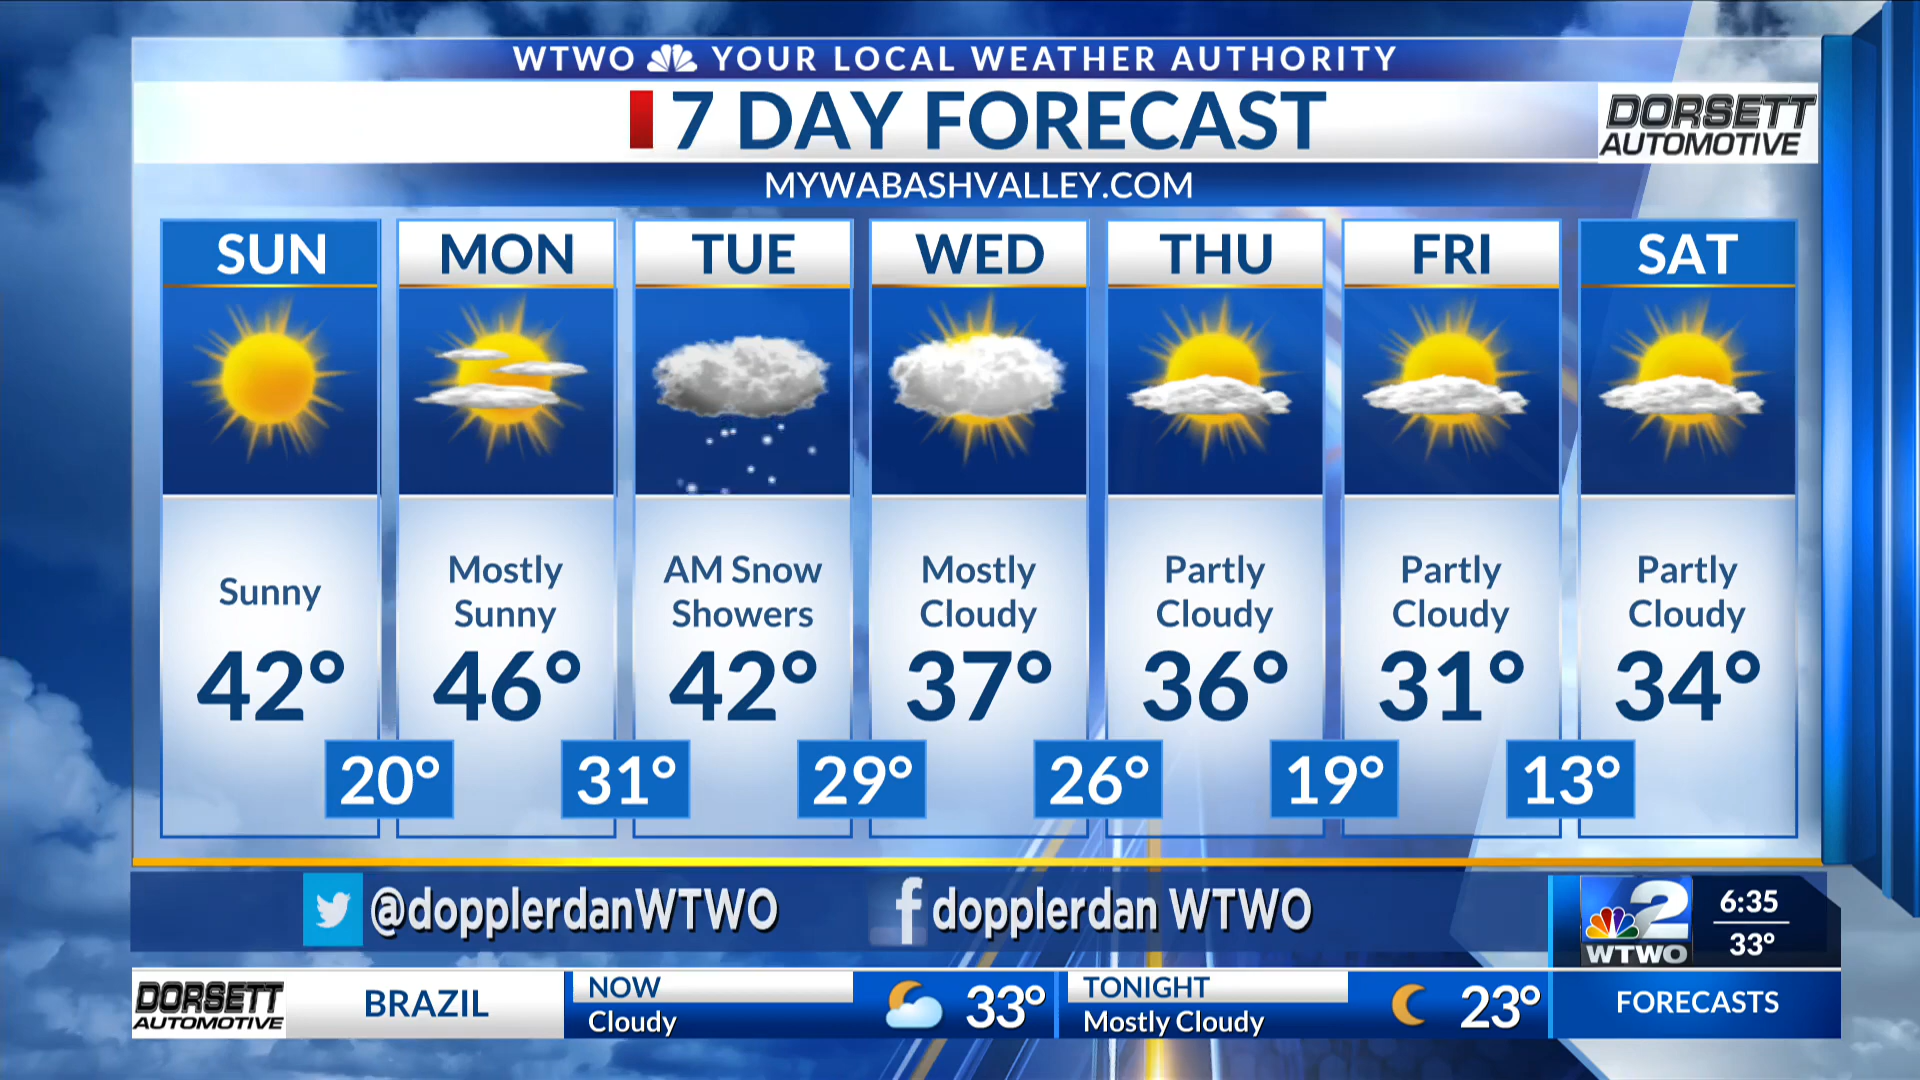 WTWO YOUR LOCAL WEATHER AUTHORITY
7 DAY FORECAST
DORSETT
AUTOMOTIVE
MYWABASHVALLEY.COM
SUN MON TUE WED THU FRI SAT
Sunny
Mostly
Sunny
AM Snow
Showers
Mostly
Cloudy
Partly
Cloudy
Partly
Cloudy
Partly
Cloudy
42° 46° 42° 37° 36° 31° 34°
20° 31° 29° 26° 19° 13°
@dopplerdanWTWO
f dopplerdan WTWO
2
WTWO
6:35
33°
DORSETT
AUTOMOTIVE
BRAZIL
NOW
Cloudy
33°
TONIGHT
Mostly Cloudy
23°
FORECASTS